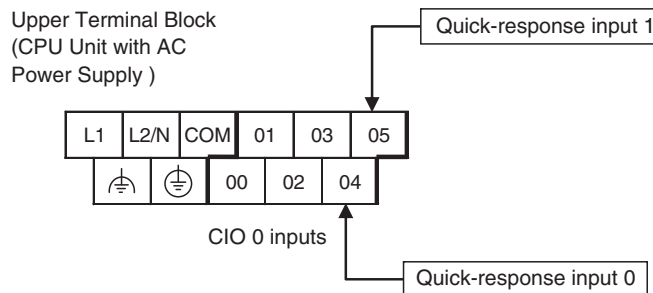 Upper Terminal Block
(CPU Unit with AC
Power Supply )
Quick-response input 1
L1 L2/N COM 01 03 05
00 02 04
CIO 0 inputs
Quick-response input 0